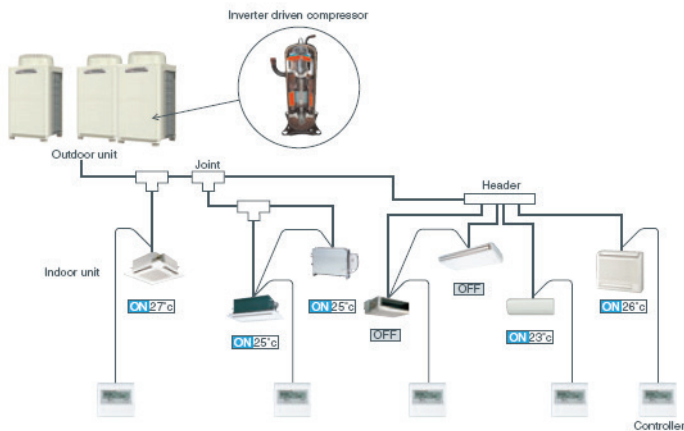 Inverter driven compressor
Outdoor unit
Joint
Header
Indoor unit
ON 27°c
ON 25°c
ON 25°c
OFF
OFF
ON 23°c
ON 26°c
Controller